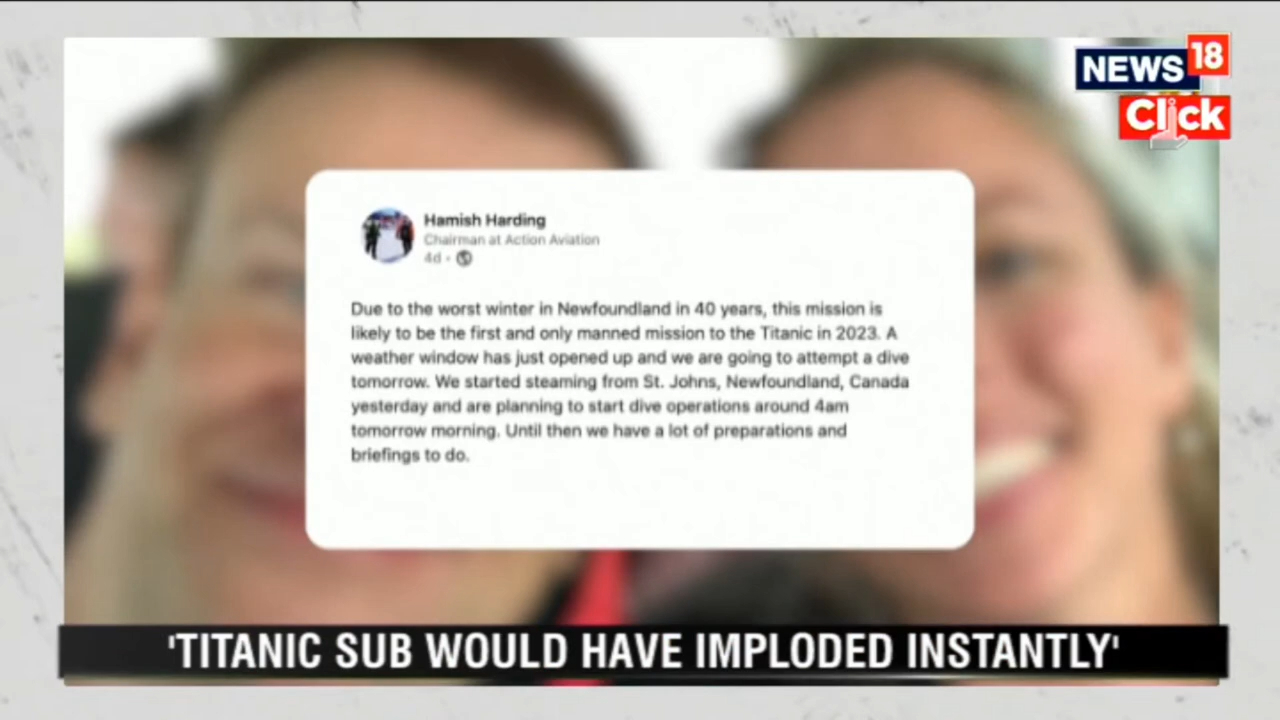 NEWS 18
Click
Hamish Harding
Chairman at Action Aviation
4d •
Due to the worst winter in Newfoundland in 40 years, this mission is
likely to be the first and only manned mission to the Titanic in 2023. A
weather window has just opened up and we are going to attempt a dive
tomorrow. We started steaming from St. Johns, Newfoundland, Canada
yesterday and are planning to start dive operations around 4am
tomorrow morning. Until then we have a lot of preparations and
briefings to do.
'TITANIC SUB WOULD HAVE IMPLODED INSTANTLY'